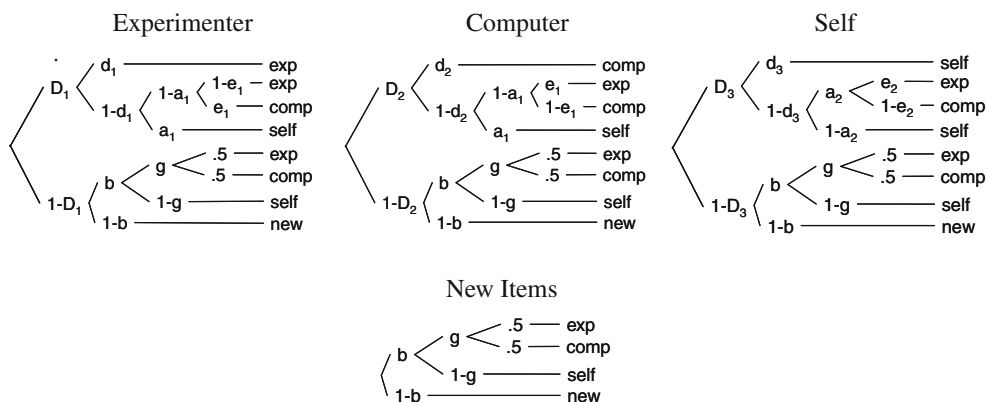 Experimenter Computer Self
D1 d1 exp
1-d1 1-a1 1-e1 exp
e1 comp
a1 self
1-D1 b g .5 exp
.5 comp
1-g self
1-b new
D2 d2 comp
1-d2 1-a1 e1 exp
1-e1 comp
a1 self
1-D2 b g .5 exp
.5 comp
1-g self
1-b new
D3 d3 self
1-d3 a2 e2 exp
1-e2 comp
1-a2 self
1-D3 b g .5 exp
.5 comp
1-g self
1-b new
New Items
b g .5 exp
.5 comp
1-g self
1-b new